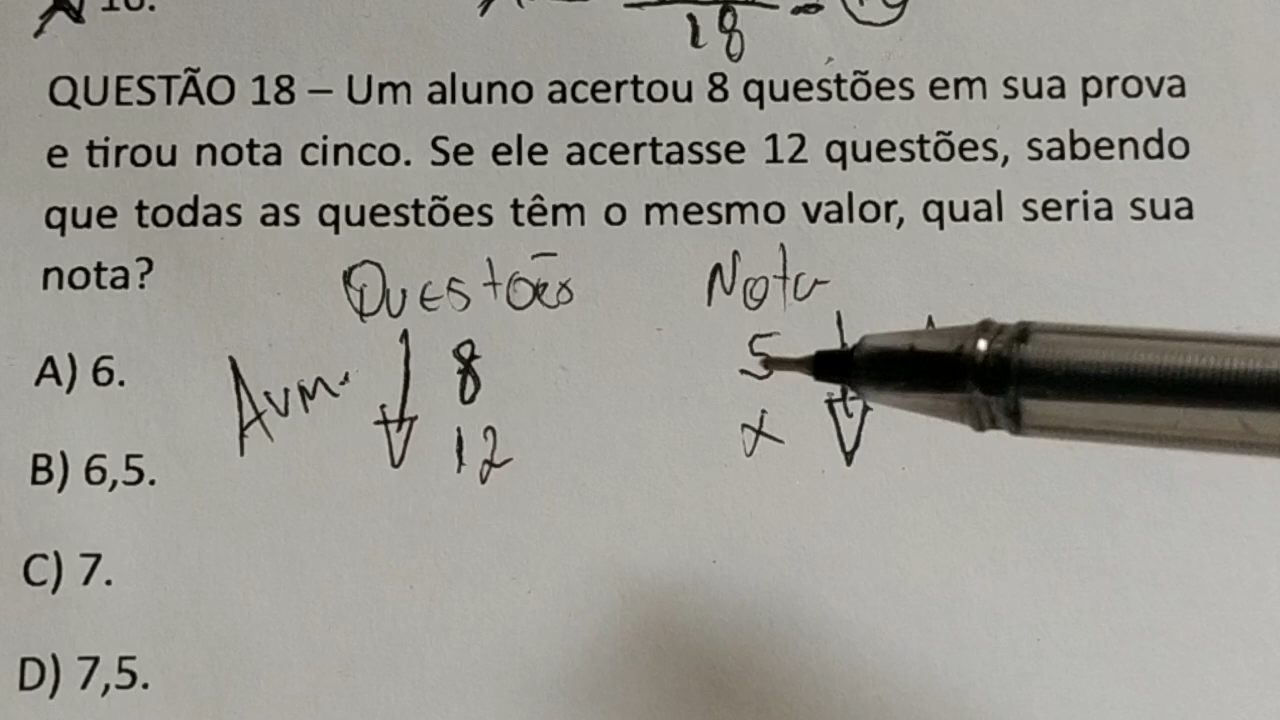 18
QUESTÃO 18 – Um aluno acertou 8 questões em sua prova
e tirou nota cinco. Se ele acertasse 12 questões, sabendo
que todas as questões têm o mesmo valor, qual seria sua
nota?
Questões Nota
A) 6.
Aum. 8 5
12 x
B) 6,5.
C) 7.
D) 7,5.